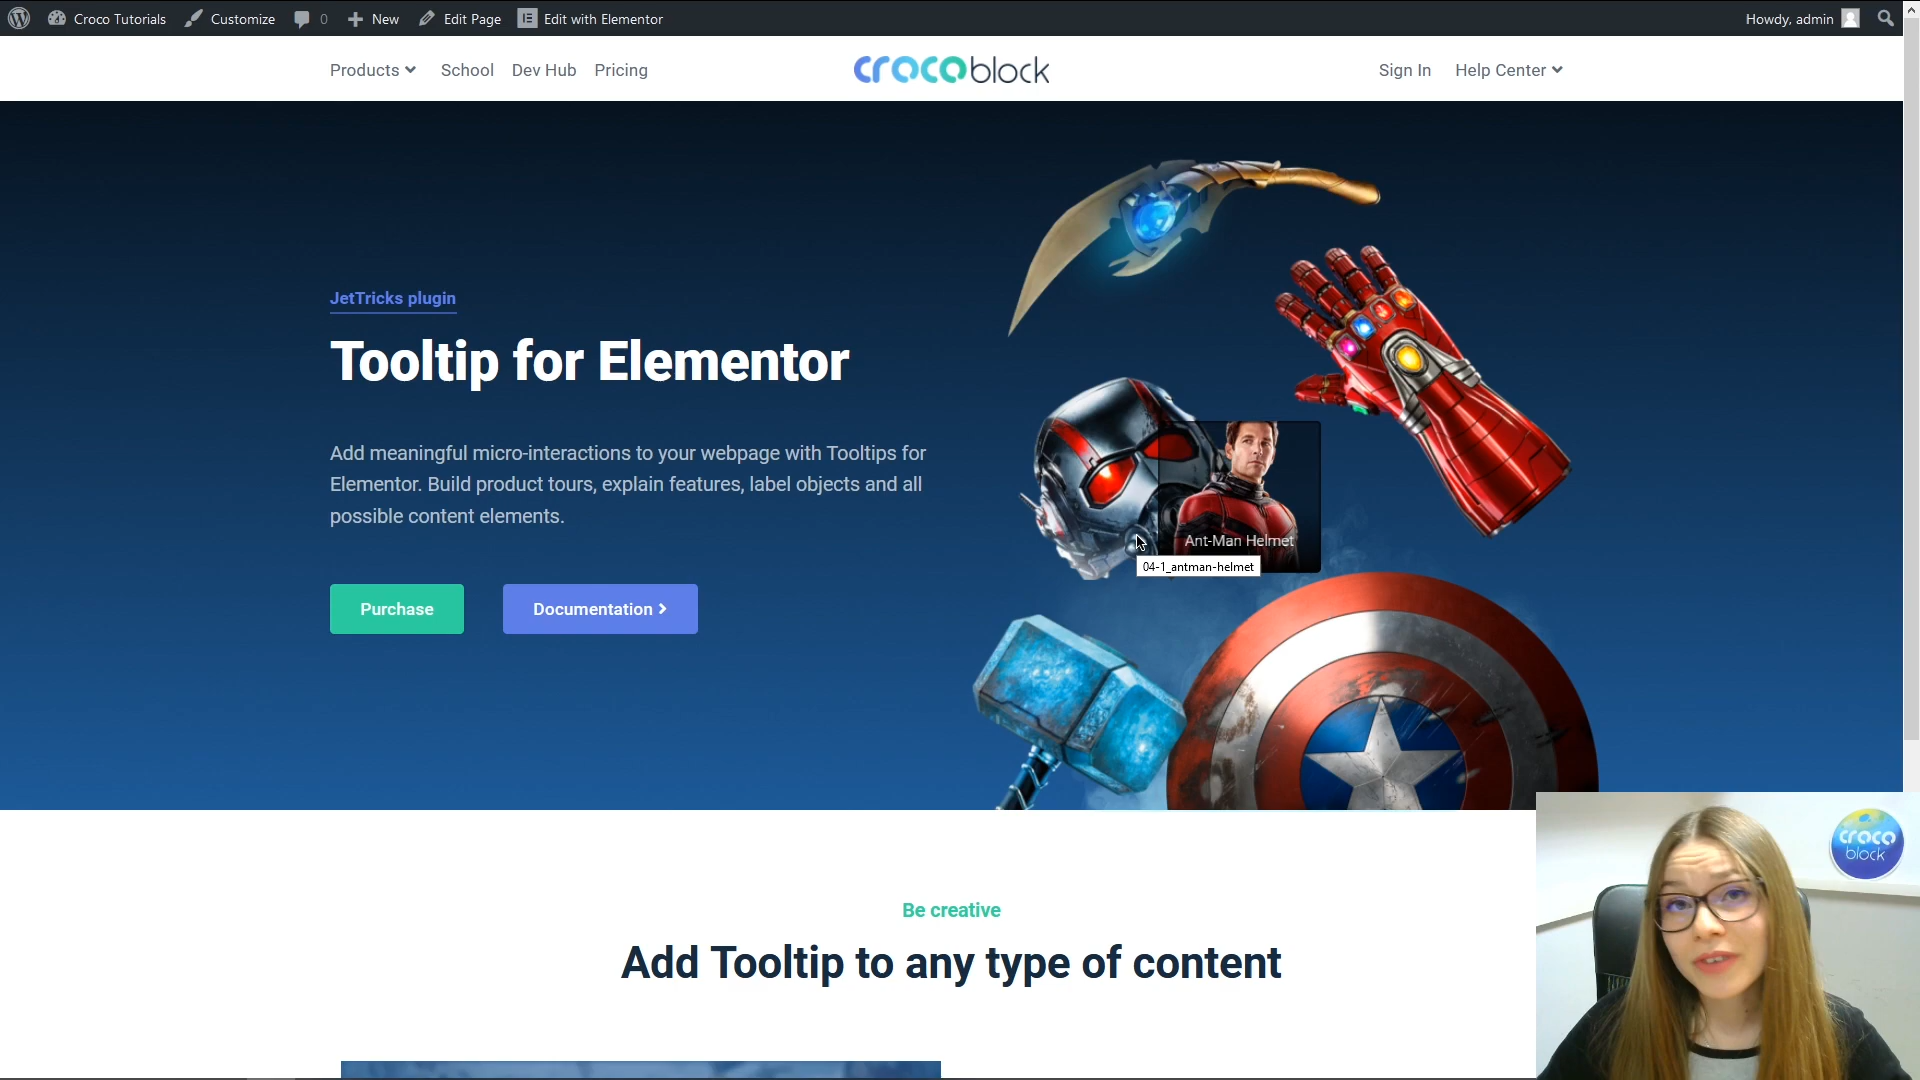 Croco Tutorials
Customize
0
New
Edit Page
Edit with Elementor
Howdy, admin
Products
School
Dev Hub
Pricing
crocoblock
Sign In
Help Center
JetTricks plugin
Tooltip for Elementor
Add meaningful micro-interactions to your webpage with Tooltips for
Elementor. Build product tours, explain features, label objects and all
possible content elements.
Purchase
Documentation
Ant-Man Helmet
04-1_antman-helmet
Be creative
Add Tooltip to any type of content
croco
block